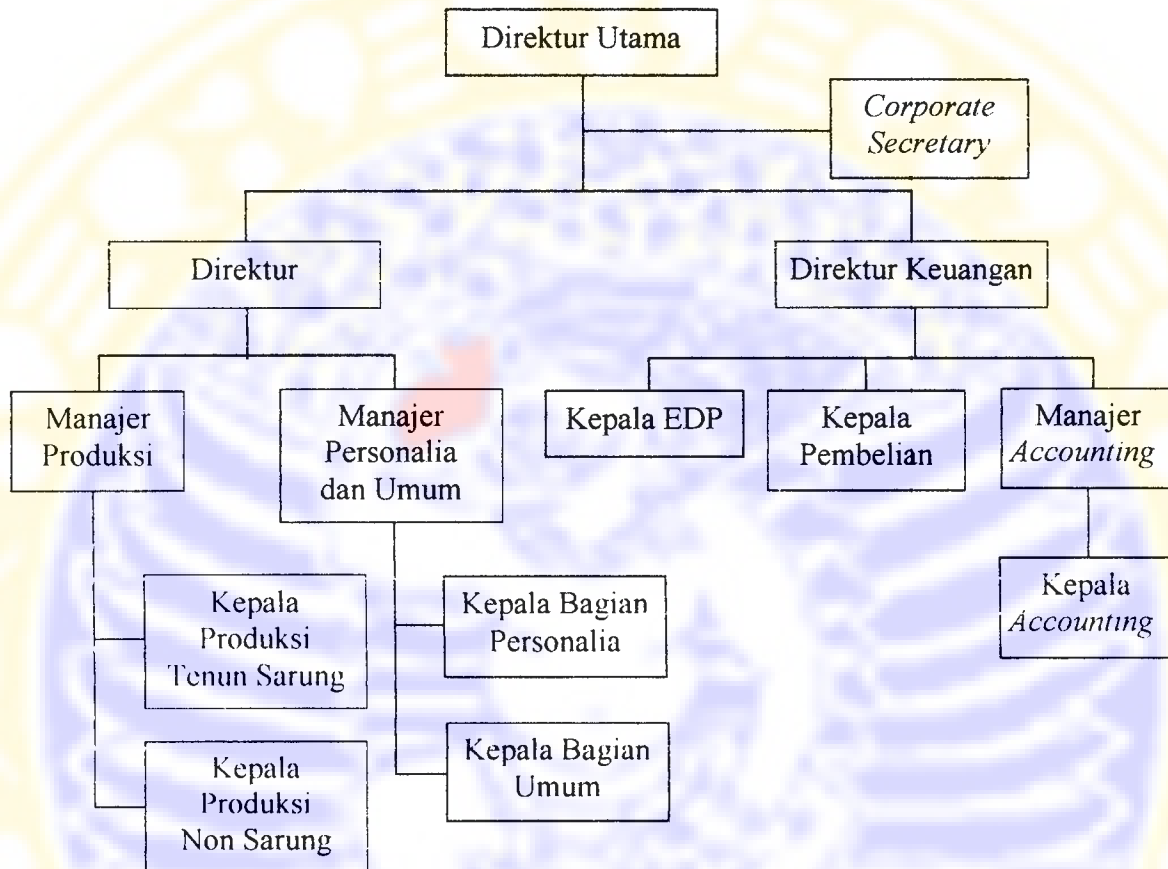 Direktur Utama
Corporate
Secretary
Direktur
Direktur Keuangan
Manajer
Produksi
Manajer
Personalia
dan Umum
Kepala EDP
Kepala
Pembelian
Manajer
Accounting
Kepala
Produksi
Tenun Sarung
Kepala Bagian
Personalia
Kepala
Accounting
Kepala
Produksi
Non Sarung
Kepala Bagian
Umum